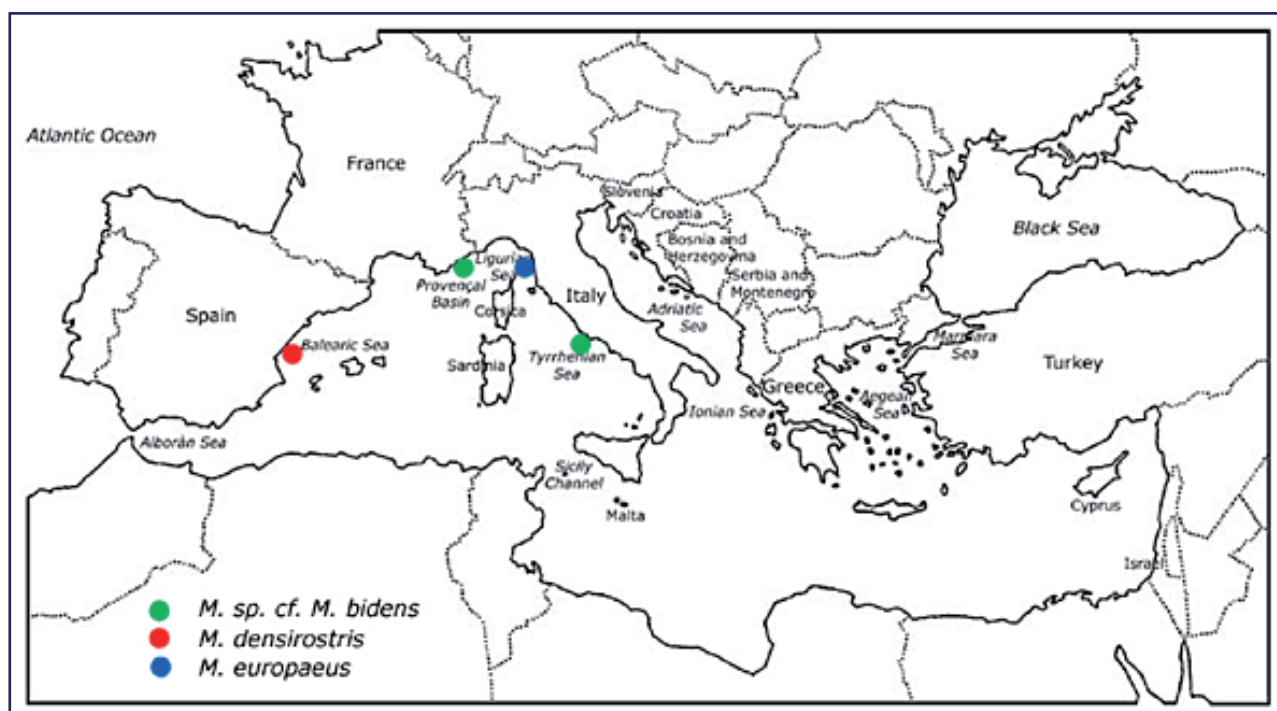 Atlantic Ocean
France
Slovenia
Croatia
Bosnia and
Herzegovina
Black Sea
Ligurian
Sea
Provençal
Basin
Serbia and
Montenegro
Spain
Corsica
Italy
Adriatic
Sea
Balearic Sea
Marmara
Sea
Sardinia
Tyrrhenian
Sea
Turkey
Greece
Aegean
Sea
Ionian Sea
Alborán Sea
Sicily
Channel
Malta
Cyprus
Israel
M. sp. cf. M. bidens
M. densirostris
M. europaeus